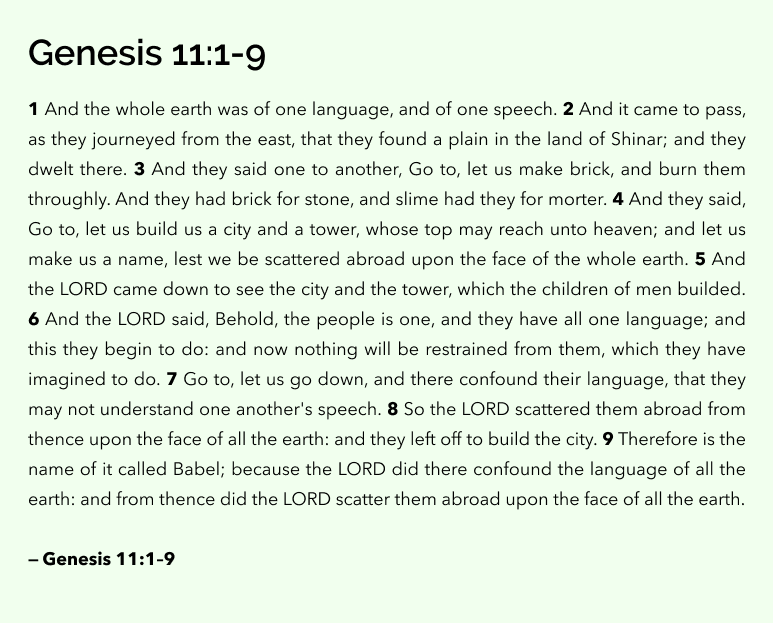 Genesis 11:1-9
1 And the whole earth was of one language, and of one speech. 2 And it came to pass,
as they journeyed from the east, that they found a plain in the land of Shinar; and they
dwelt there. 3 And they said one to another, Go to, let us make brick, and burn them
throughly. And they had brick for stone, and slime had they for morter. 4 And they said,
Go to, let us build us a city and a tower, whose top may reach unto heaven; and let us
make us a name, lest we be scattered abroad upon the face of the whole earth. 5 And
the LORD came down to see the city and the tower, which the children of men builded.
6 And the LORD said, Behold, the people is one, and they have all one language; and
this they begin to do: and now nothing will be restrained from them, which they have
imagined to do. 7 Go to, let us go down, and there confound their language, that they
may not understand one another's speech. 8 So the LORD scattered them abroad from
thence upon the face of all the earth: and they left off to build the city. 9 Therefore is the
name of it called Babel; because the LORD did there confound the language of all the
earth: and from thence did the LORD scatter them abroad upon the face of all the earth.
— Genesis 11:1-9